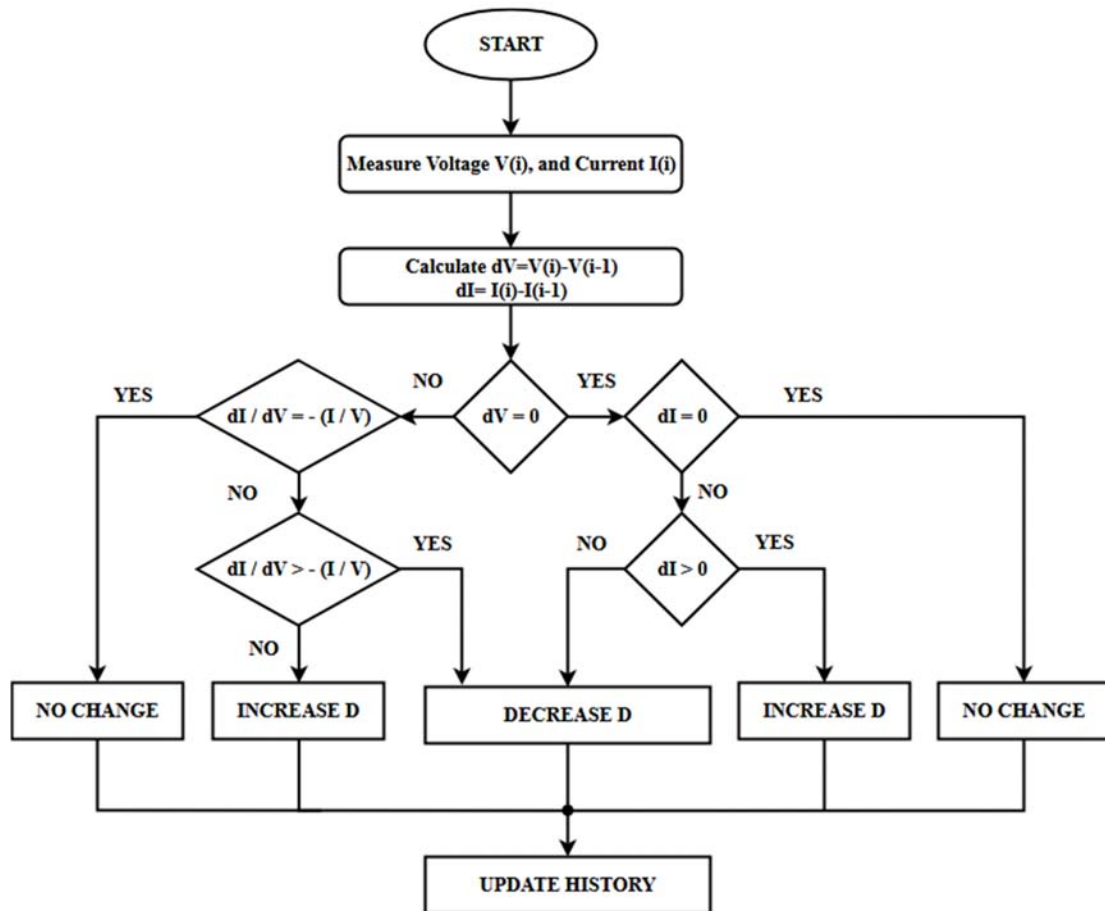 START
Measure Voltage V(i), and Current I(i)
Calculate dV=V(i)-V(i-1)
dI= I(i)-I(i-1)
YES
NO
YES
YES
dI / dV = - (I / V)
dV = 0
dI = 0
NO
NO
YES
NO
YES
dI / dV > - (I / V)
dI > 0
NO
NO CHANGE
INCREASE D
DECREASE D
INCREASE D
NO CHANGE
UPDATE HISTORY